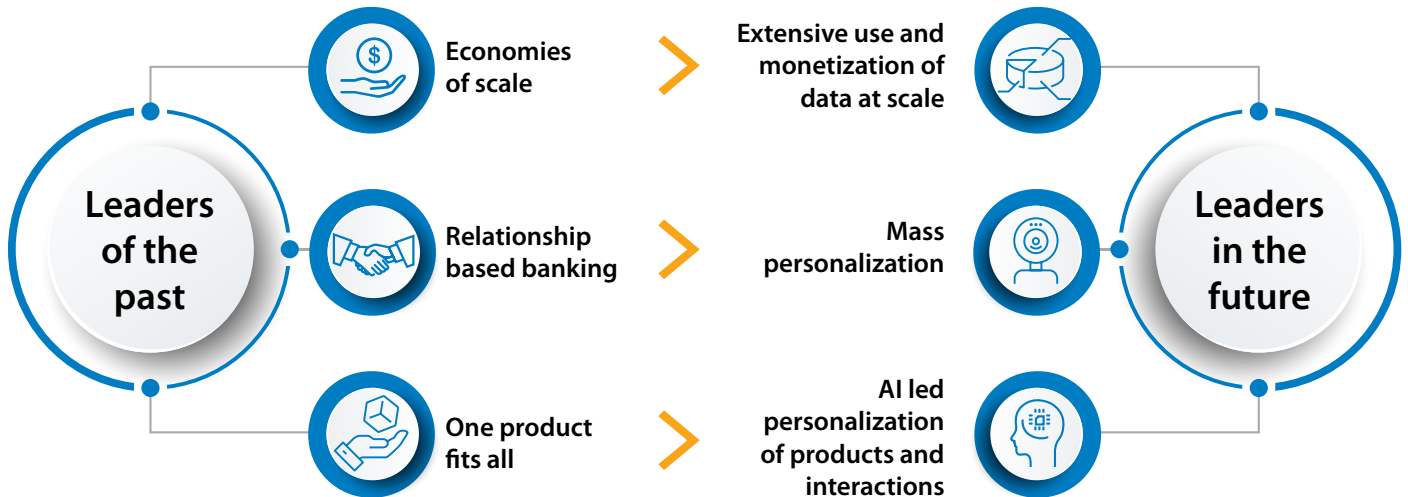 Leaders
of the
past
Economies
of scale
Extensive use and
monetization of
data at scale
Relationship
based banking
Mass
personalization
One product
fits all
AI led
personalization
of products and
interactions
Leaders
in the
future
$